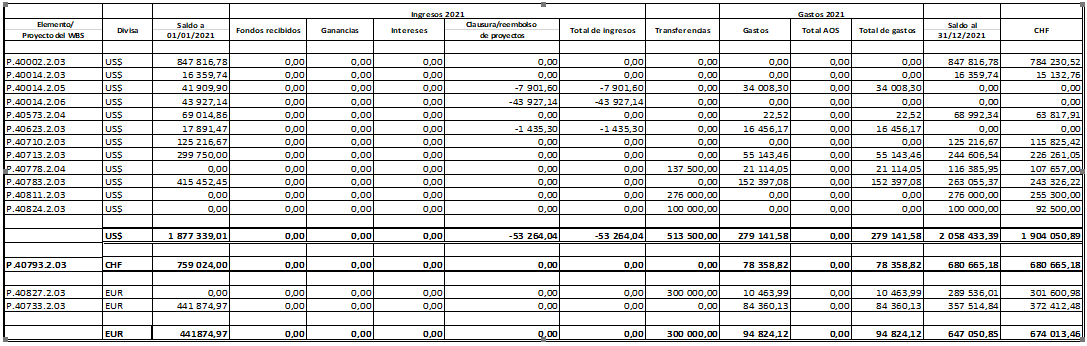 Ingresos 2021 Gastos 2021
Elemento/ Proyecto del WBS Divisa Saldo a 01/01/2021 Fondos recibidos Ganancias Intereses Clausura/reembolso de proyectos Total de ingresos Transferendas Gastos Total AOS Total de gastos Saldo al 31/12/2021 CHF
P.40002.2.03 US$ 847 816,78 0,00 0,00 0,00 0,00 0,00 0,00 0,00 0,00 0,00 847 816,78 784 230,52
P.40014.2.03 US$ 16 359,74 0,00 0,00 0,00 0,00 0,00 0,00 0,00 0,00 0,00 16 359,74 15 132,76
P.40014.2.05 US$ 41 909,90 0,00 0,00 0,00 -7 901,60 -7 901,60 0,00 34 008,30 0,00 34 008,30 0,00 0,00
P.40014.2.06 US$ 43 927,14 0,00 0,00 0,00 -43 927,14 -43 927,14 0,00 0,00 0,00 0,00 0,00 0,00
P.40573.2.04 US$ 69 014,86 0,00 0,00 0,00 0,00 0,00 0,00 22,52 0,00 22,52 68 992,34 63 817,91
P.40623.2.03 US$ 17 891,47 0,00 0,00 0,00 -1 435,30 -1 435,30 0,00 16 456,17 0,00 16 456,17 0,00 0,00
P.40710.2.03 US$ 125 216,67 0,00 0,00 0,00 0,00 0,00 0,00 0,00 0,00 0,00 125 216,67 115 825,42
P.40713.2.03 US$ 299 750,00 0,00 0,00 0,00 0,00 0,00 0,00 55 143,46 0,00 55 143,46 244 606,54 226 261,05
P.40778.2.04 US$ 0,00 0,00 0,00 0,00 0,00 0,00 137 500,00 21 114,05 0,00 21 114,05 116 385,95 107 657,00
P.40783.2.03 US$ 415 452,45 0,00 0,00 0,00 0,00 0,00 0,00 152 397,08 0,00 152 397,08 263 055,37 243 326,22
P.40811.2.03 US$ 0,00 0,00 0,00 0,00 0,00 0,00 276 000,00 0,00 0,00 0,00 276 000,00 255 300,00
P.40824.2.03 US$ 0,00 0,00 0,00 0,00 0,00 0,00 100 000,00 0,00 0,00 0,00 100 000,00 92 500,00
US$ 1 877 339,01 0,00 0,00 0,00 -53 264,04 -53 264,04 513 500,00 279 141,58 0,00 279 141,58 2 058 433,39 1 904 050,89
P.40793.2.03 CHF 759 024,00 0,00 0,00 0,00 0,00 0,00 0,00 78 358,82 0,00 78 358,82 680 665,18 680 665,18
P.40827.2.03 EUR 0,00 0,00 0,00 0,00 0,00 0,00 300 000,00 10 463,99 0,00 10 463,99 289 536,01 301 600,98
P.40733.2.03 EUR 441 874,97 0,00 0,00 0,00 0,00 0,00 0,00 84 360,13 0,00 84 360,13 357 514,84 372 412,48
EUR 441874,97 0,00 0,00 0,00 0,00 0,00 300 000,00 94 824,12 0,00 94 824,12 647 050,85 674 013,46